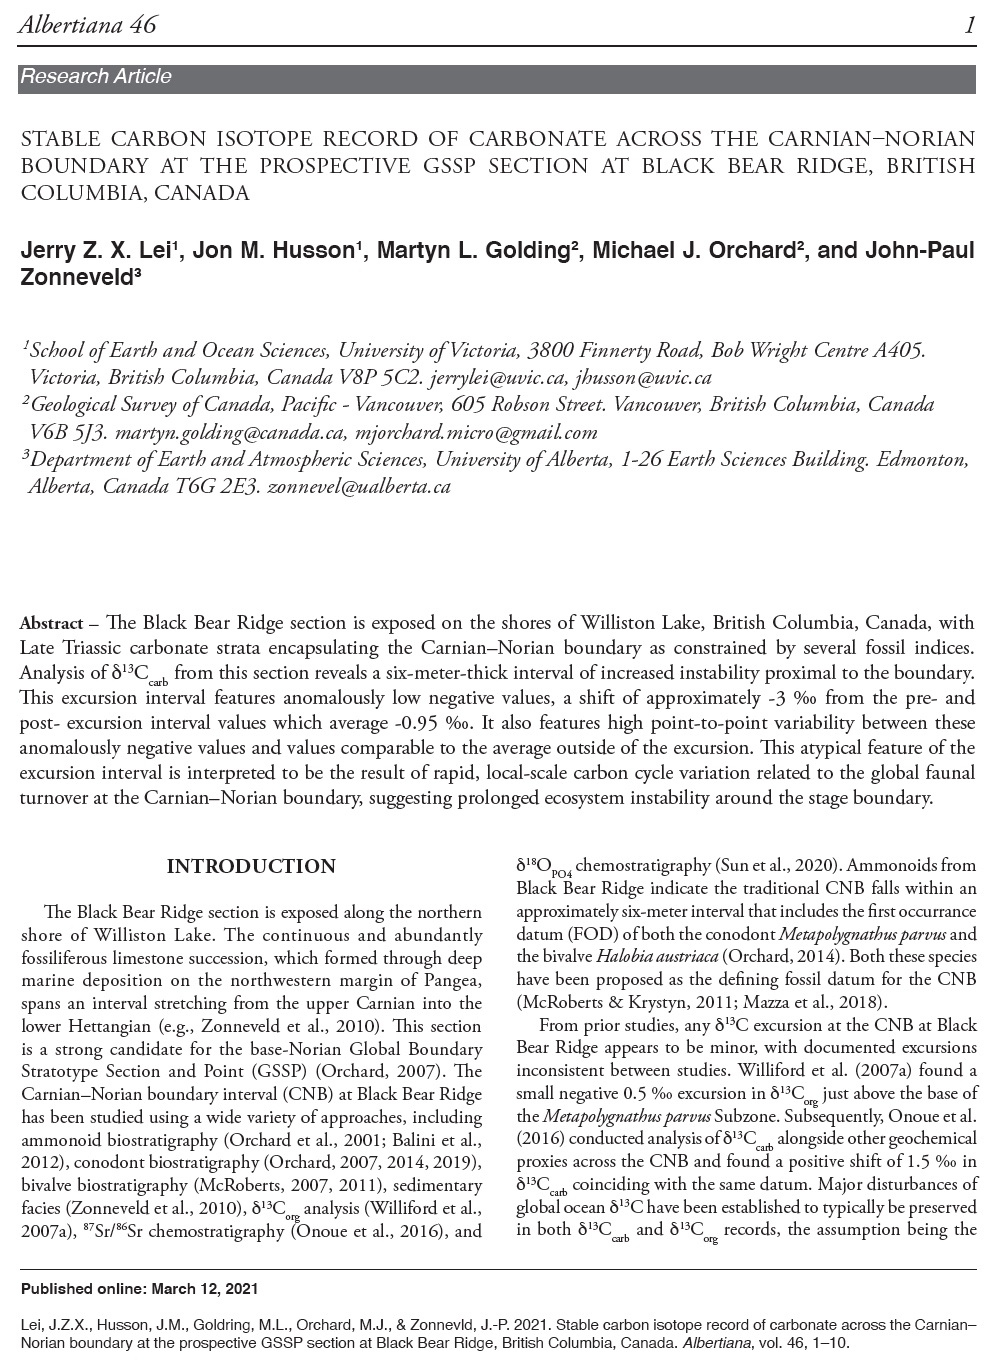 Albertiana 46
1
Research Article
STABLE CARBON ISOTOPE RECORD OF CARBONATE ACROSS THE CARNIAN–NORIAN
BOUNDARY AT THE PROSPECTIVE GSSP SECTION AT BLACK BEAR RIDGE, BRITISH
COLUMBIA, CANADA
Jerry Z. X. Lei¹, Jon M. Husson¹, Martyn L. Golding², Michael J. Orchard², and John-Paul
Zonneveld³
¹School of Earth and Ocean Sciences, University of Victoria, 3800 Finnerty Road, Bob Wright Centre A405.
Victoria, British Columbia, Canada V8P 5C2. jerrylei@uvic.ca, jhusson@uvic.ca
²Geological Survey of Canada, Pacific - Vancouver, 605 Robson Street. Vancouver, British Columbia, Canada
V6B 5J3. martyn.golding@canada.ca, mjorchard.micro@gmail.com
³Department of Earth and Atmospheric Sciences, University of Alberta, 1-26 Earth Sciences Building. Edmonton,
Alberta, Canada T6G 2E3. zonnevel@ualberta.ca
Abstract – The Black Bear Ridge section is exposed on the shores of Williston Lake, British Columbia, Canada, with
Late Triassic carbonate strata encapsulating the Carnian–Norian boundary as constrained by several fossil indices.
Analysis of δ¹³Ccarb from this section reveals a six-meter-thick interval of increased instability proximal to the boundary.
This excursion interval features anomalously low negative values, a shift of approximately -3 ‰ from the pre- and
post- excursion interval values which average -0.95 ‰. It also features high point-to-point variability between these
anomalously negative values and values comparable to the average outside of the excursion. This atypical feature of the
excursion interval is interpreted to be the result of rapid, local-scale carbon cycle variation related to the global faunal
turnover at the Carnian–Norian boundary, suggesting prolonged ecosystem instability around the stage boundary.
INTRODUCTION
The Black Bear Ridge section is exposed along the northern
shore of Williston Lake. The continuous and abundantly
fossiliferous limestone succession, which formed through deep
marine deposition on the northwestern margin of Pangea,
spans an interval stretching from the upper Carnian into the
lower Hettangian (e.g., Zonneveld et al., 2010). This section
is a strong candidate for the base-Norian Global Boundary
Stratotype Section and Point (GSSP) (Orchard, 2007). The
Carnian–Norian boundary interval (CNB) at Black Bear Ridge
has been studied using a wide variety of approaches, including
ammonoid biostratigraphy (Orchard et al., 2001; Balini et al.,
2012), conodont biostratigraphy (Orchard, 2007, 2014, 2019),
bivalve biostratigraphy (McRoberts, 2007, 2011), sedimentary
facies (Zonneveld et al., 2010), δ¹³Corg analysis (Williford et al.,
2007a), ⁸⁷Sr/⁸⁶Sr chemostratigraphy (Onoue et al., 2016), and
δ¹⁸OPO4 chemostratigraphy (Sun et al., 2020). Ammonoids from
Black Bear Ridge indicate the traditional CNB falls within an
approximately six-meter interval that includes the first occurrance
datum (FOD) of both the conodont Metapolygnathus parvus and
the bivalve Halobia austriaca (Orchard, 2014). Both these species
have been proposed as the defining fossil datum for the CNB
(McRoberts & Krystyn, 2011; Mazza et al., 2018).
From prior studies, any δ¹³C excursion at the CNB at Black
Bear Ridge appears to be minor, with documented excursions
inconsistent between studies. Williford et al. (2007a) found a
small negative 0.5 ‰ excursion in δ¹³Corg just above the base of
the Metapolygnathus parvus Subzone. Subsequently, Onoue et al.
(2016) conducted analysis of δ¹³Ccarb alongside other geochemical
proxies across the CNB and found a positive shift of 1.5 ‰ in
δ¹³Ccarb coinciding with the same datum. Major disturbances of
global ocean δ¹³C have been established to typically be preserved
in both δ¹³Ccarb and δ¹³Corg records, the assumption being the
Published online: March 12, 2021
Lei, J.Z.X., Husson, J.M., Goldring, M.L., Orchard, M.J., & Zonnevld, J.-P. 2021. Stable carbon isotope record of carbonate across the Carnian–
Norian boundary at the prospective GSSP section at Black Bear Ridge, British Columbia, Canada. Albertiana, vol. 46, 1–10.